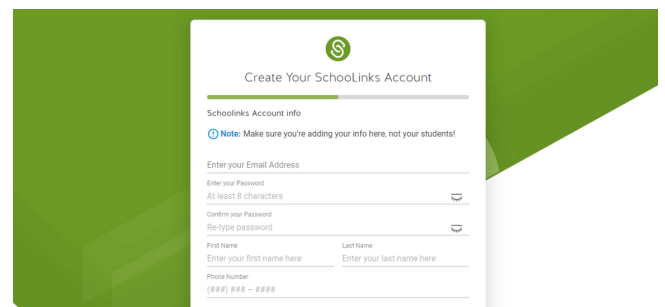 Create Your SchooLinks Account
Schoolinks Account info
Note: Make sure you're adding your info here, not your students!
Enter your Email Address
Enter your Password
At least 8 characters
Confirm your Password
Re-type password
First Name Last Name
Enter your first name here Enter your last name here
Phone Number
(###) ### – ####